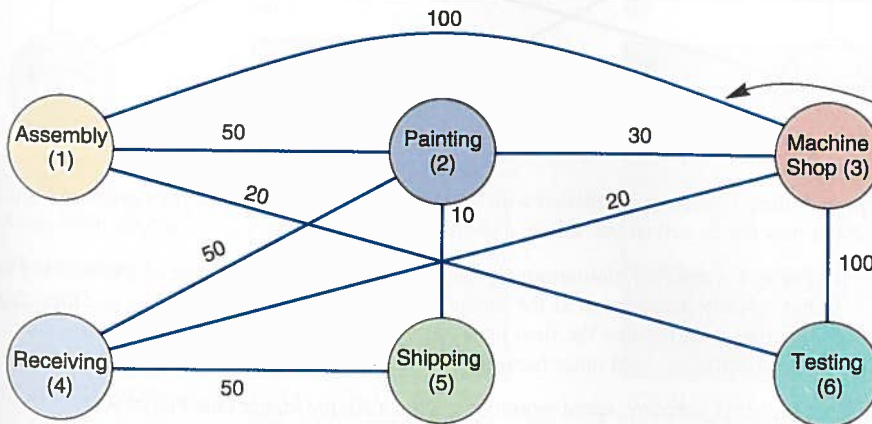 100
Assembly
(1)
50
Painting
(2)
30
Machine
Shop (3)
20
10
20
50
100
Receiving
(4)
50
Shipping
(5)
Testing
(6)